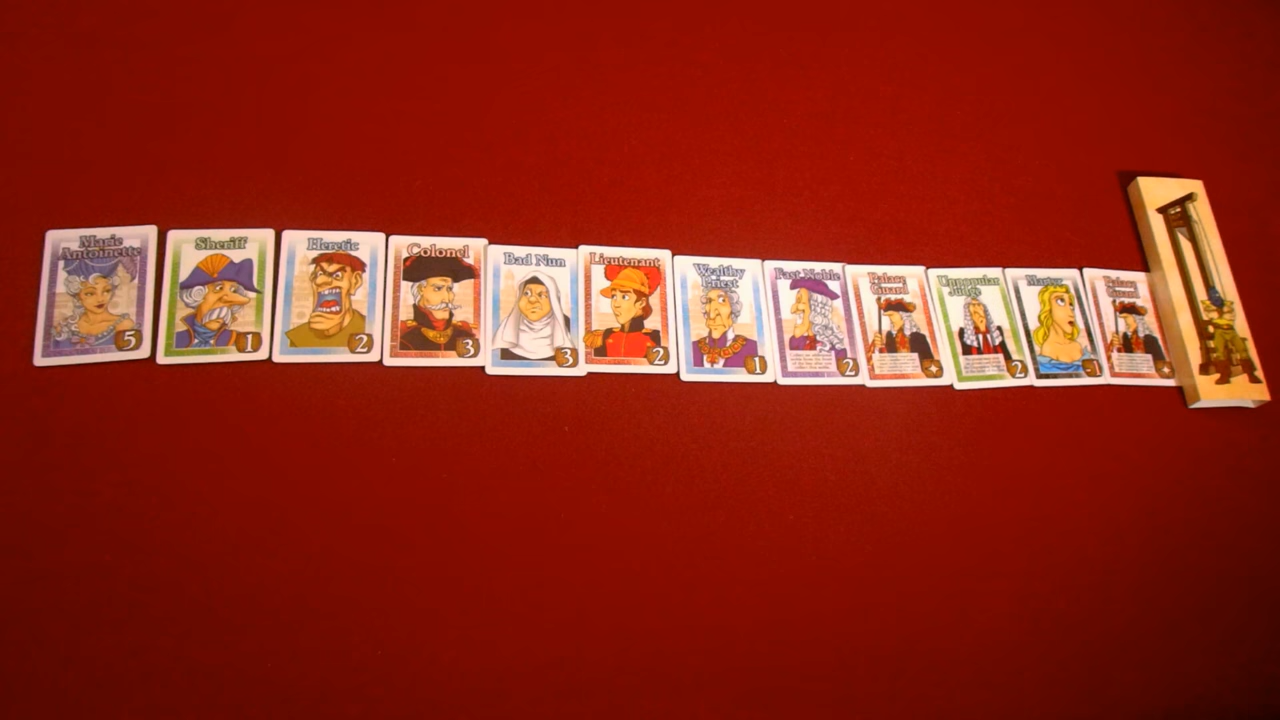 Marie
Antoinette
5
Sheriff
1
Heretic
2
Colonel
3
Bad Nun
3
Lieutenant
2
Wealthy
Priest
1
Fast Noble
2
Palace
Guard
Unpopular
Judge
2
Martyr
-1
Palace
Guard